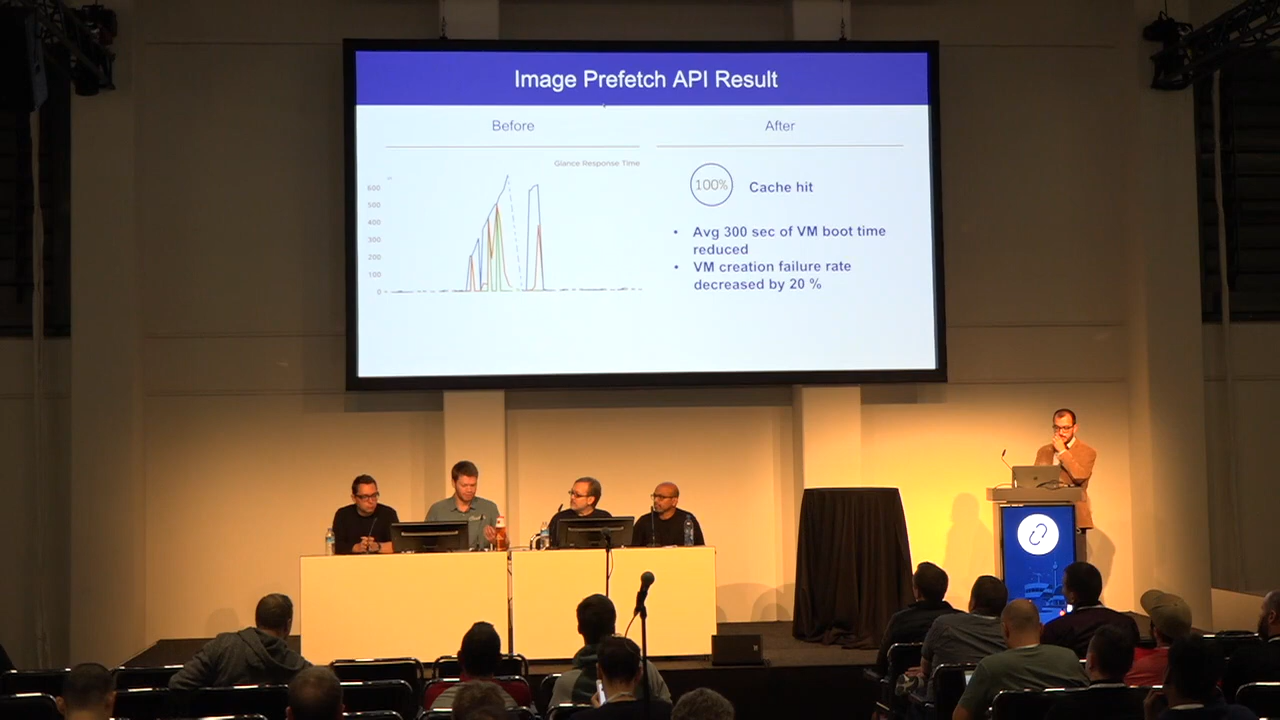 Image Prefetch API Result
Before
After
Glance Response Time
600
500
400
300
200
100
0
100%
Cache hit
• Avg 300 sec of VM boot time
reduced
• VM creation failure rate
decreased by 20 %